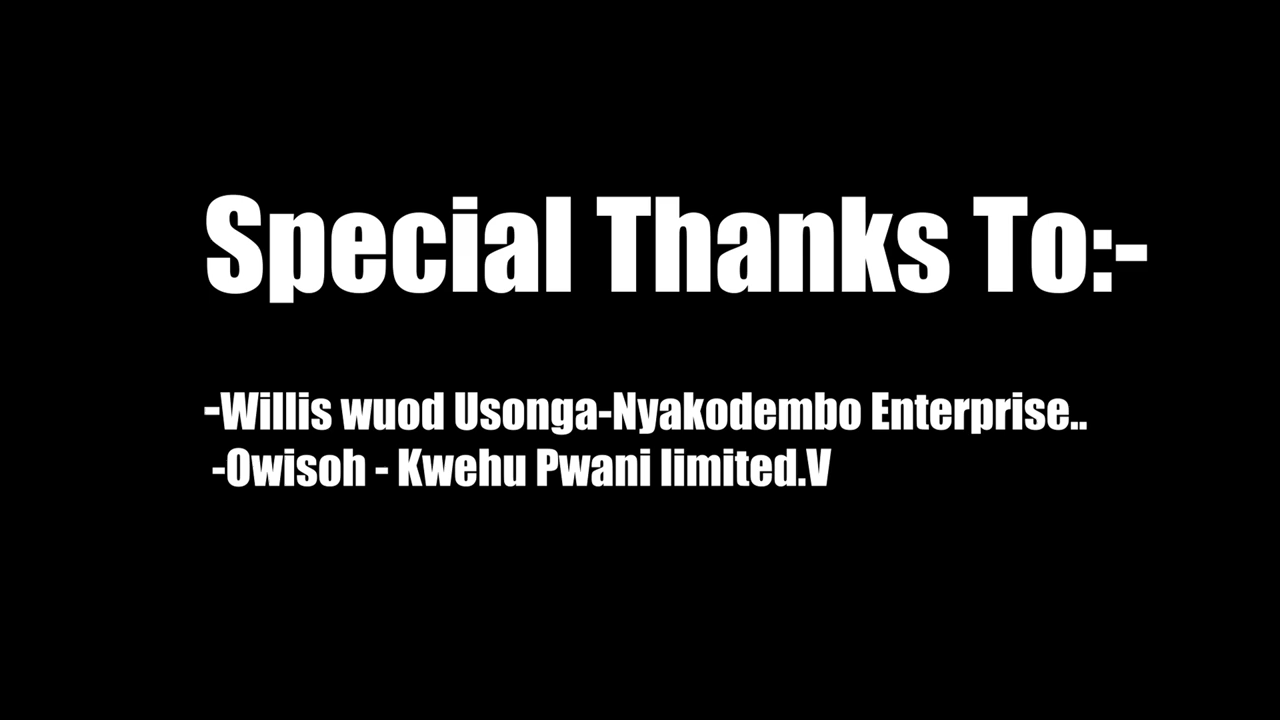 Special Thanks To:-
-Willis wuod Usonga-Nyakodembo Enterprise..
-Owisoh - Kwehu Pwani limited.V